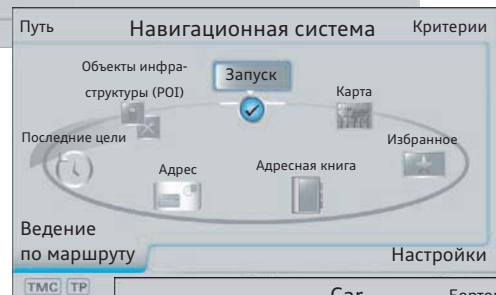 Путь Навигационная система Критерии
Объекты инфра-
структуры (POI)
Запуск
Карта
Последние цели
Избранное
Адрес
Адресная книга
Ведение
по маршруту
Настройки
TMC TP
Car